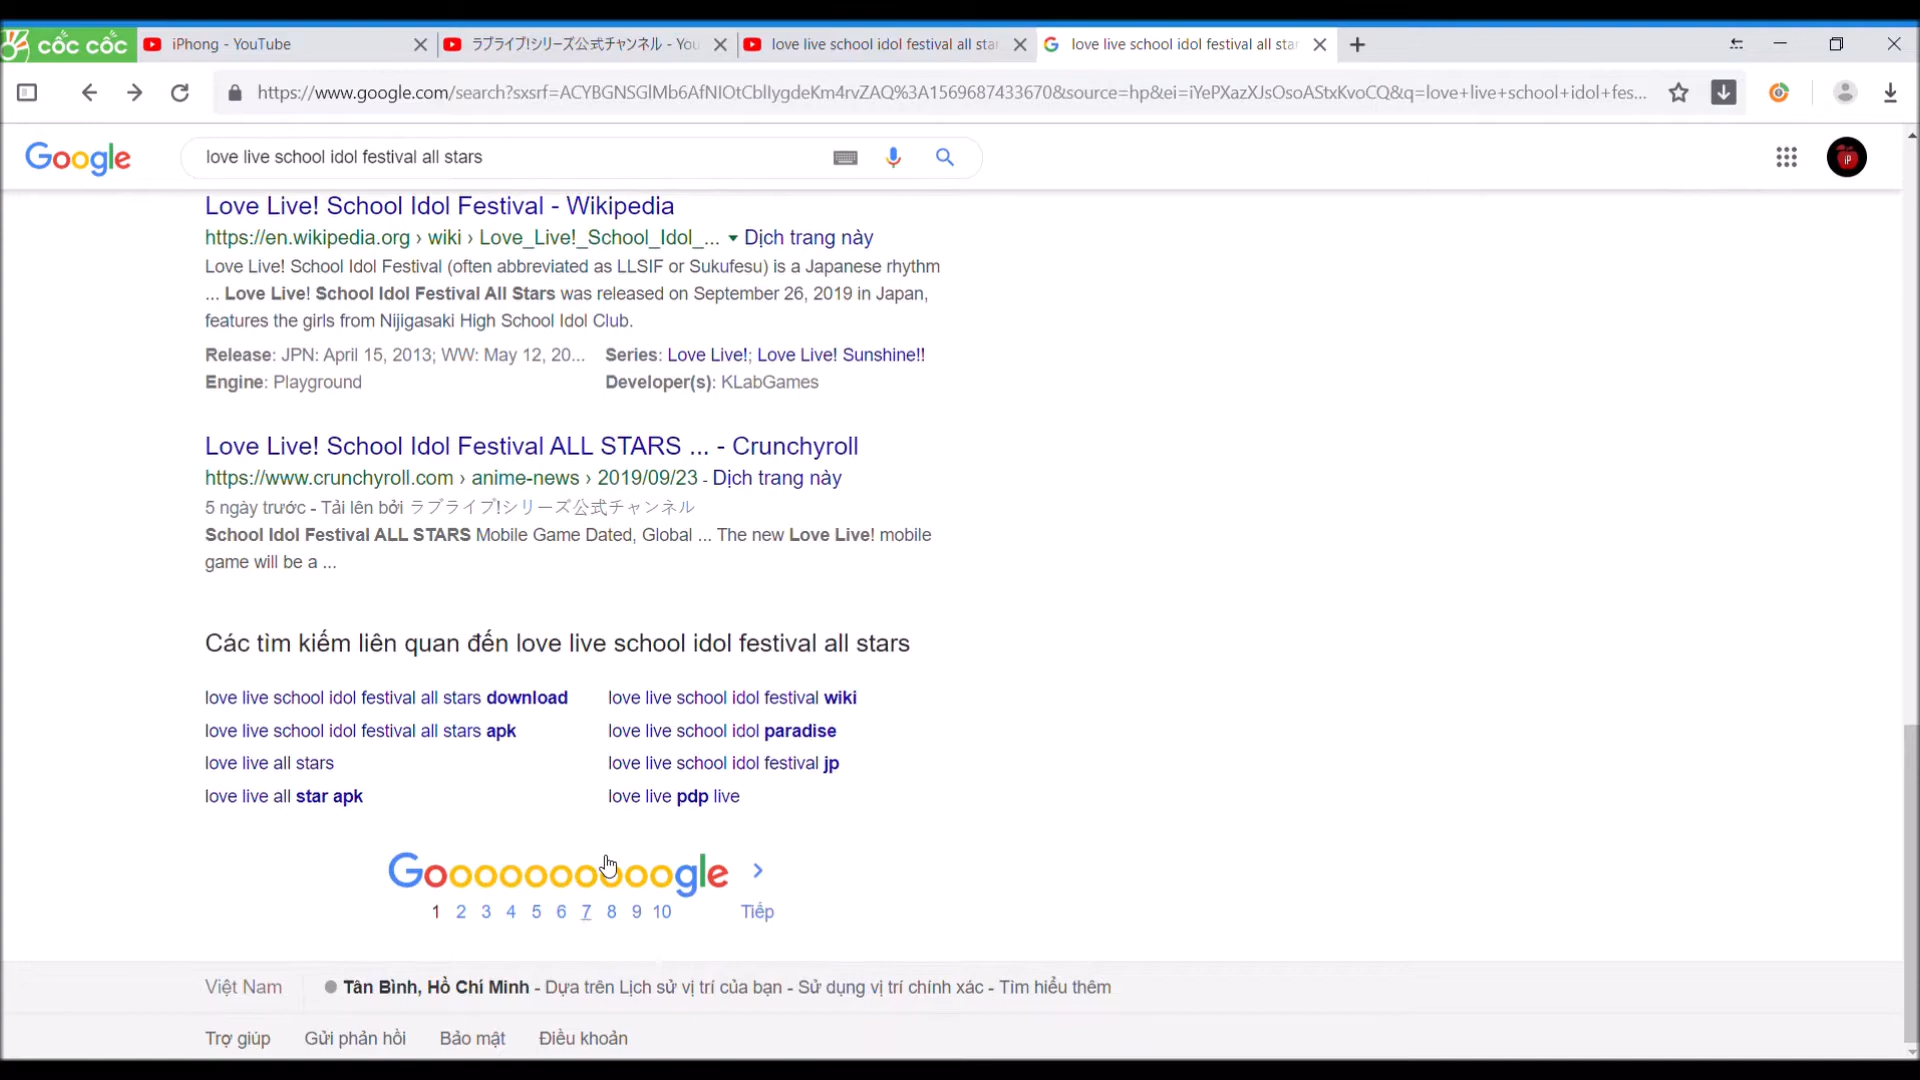 cốc cốc
iPhong - YouTube
ラブライブ!シリーズ公式チャンネル - You
love live school idol festival all star
love live school idol festival all star
https://www.google.com/search?sxsrf=ACYBGNSGlMb6AfNIOtCblIygdeKm4rvZAQ%3A1569687433670&source=hp&ei=iYePXazXJsOsoAStxKvoCQ&q=love+live+school+idol+fes...
Google
love live school idol festival all stars
iP
Love Live! School Idol Festival - Wikipedia
https://en.wikipedia.org › wiki › Love_Live!_School_Idol_... ▾ Dịch trang này
Love Live! School Idol Festival (often abbreviated as LLSIF or Sukufesu) is a Japanese rhythm
... Love Live! School Idol Festival All Stars was released on September 26, 2019 in Japan,
features the girls from Nijigasaki High School Idol Club.
Release: JPN: April 15, 2013; WW: May 12, 20... Series: Love Live!; Love Live! Sunshine!!
Engine: Playground Developer(s): KLabGames
Love Live! School Idol Festival ALL STARS ... - Crunchyroll
https://www.crunchyroll.com › anime-news › 2019/09/23 - Dịch trang này
5 ngày trước - Tải lên bởi ラブライブ!シリーズ公式チャンネル
School Idol Festival ALL STARS Mobile Game Dated, Global ... The new Love Live! mobile
game will be a ...
Các tìm kiếm liên quan đến love live school idol festival all stars
love live school idol festival all stars download
love live school idol festival wiki
love live school idol festival all stars apk
love live school idol paradise
love live all stars
love live school idol festival jp
love live all star apk
love live pdp live
Goooooooooogle >
1 2 3 4 5 6 7 8 9 10 Tiếp
Việt Nam
Tân Bình, Hồ Chí Minh - Dựa trên Lịch sử vị trí của bạn - Sử dụng vị trí chính xác - Tìm hiểu thêm
Trợ giúp Gửi phản hồi Bảo mật Điều khoản